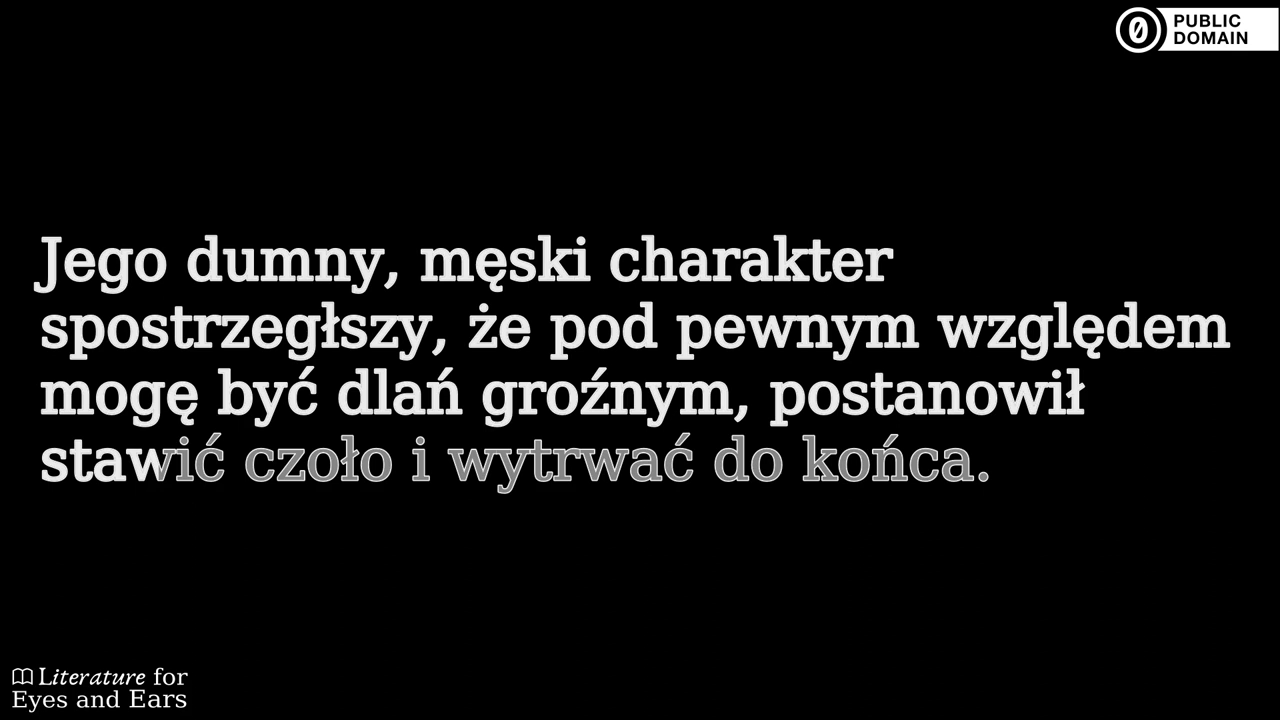 PUBLIC
DOMAIN
Jego dumny, męski charakter
spostrzegłszy, że pod pewnym względem
mogę być dlań groźnym, postanowił
stawić czoło i wytrwać do końca.
Literature for
Eyes and Ears